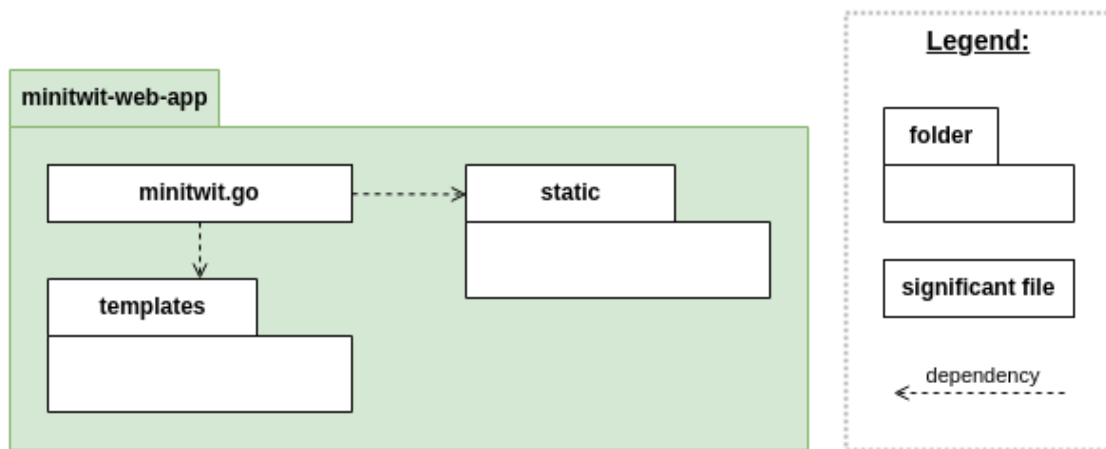 minitwit-web-app
minitwit.go
static
templates
Legend:
folder
significant file
dependency